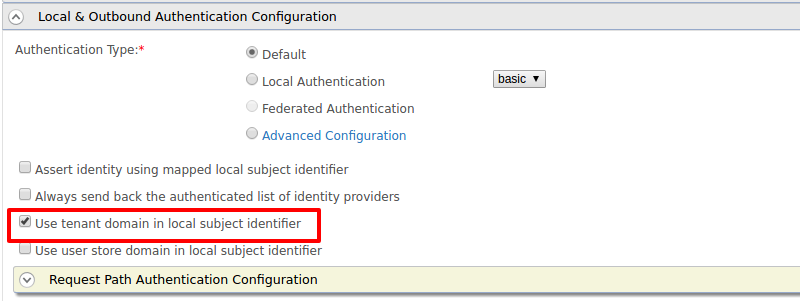 Local & Outbound Authentication Configuration
Authentication Type:*
Default
Local Authentication basic
Federated Authentication
Advanced Configuration
Assert identity using mapped local subject identifier
Always send back the authenticated list of identity providers
Use tenant domain in local subject identifier
Use user store domain in local subject identifier
Request Path Authentication Configuration